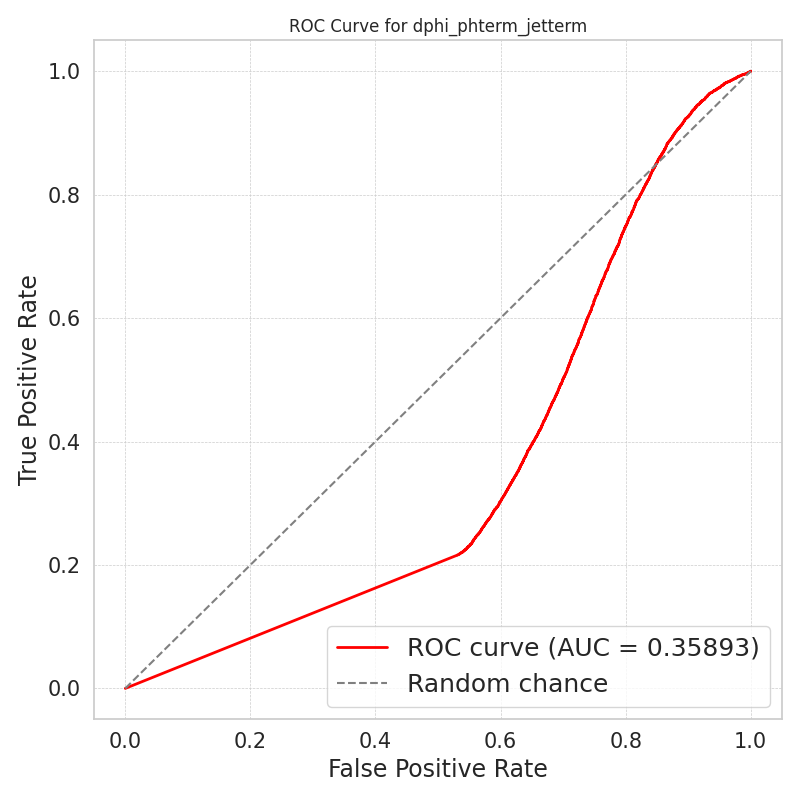 ROC Curve for dphi_phterm_jetterm
True Positive Rate
1.0
0.8
0.6
0.4
0.2
0.0
ROC curve (AUC = 0.35893)
Random chance
0.0 0.2 0.4 0.6 0.8 1.0
False Positive Rate